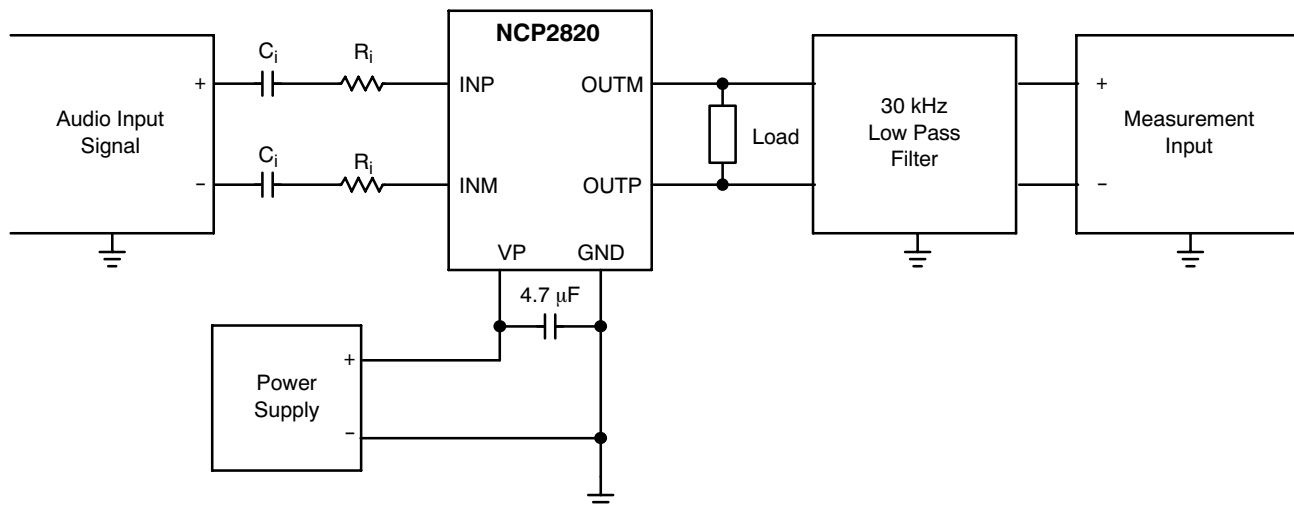 NCP2820
Ci
Ri
+
INP
OUTM
+
Audio Input
Signal
30 kHz
Low Pass
Filter
Measurement
Input
Load
Ci
Ri
−
INM
OUTP
−
VP
GND
4.7 μF
+
Power
Supply
−